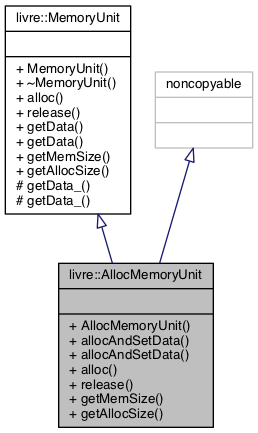 livre::MemoryUnit
+ MemoryUnit()
+ ~MemoryUnit()
+ alloc()
+ release()
+ getData()
+ getData()
+ getMemSize()
+ getAllocSize()
# getData_()
# getData_()
noncopyable
livre::AllocMemoryUnit
+ AllocMemoryUnit()
+ allocAndSetData()
+ allocAndSetData()
+ alloc()
+ release()
+ getMemSize()
+ getAllocSize()